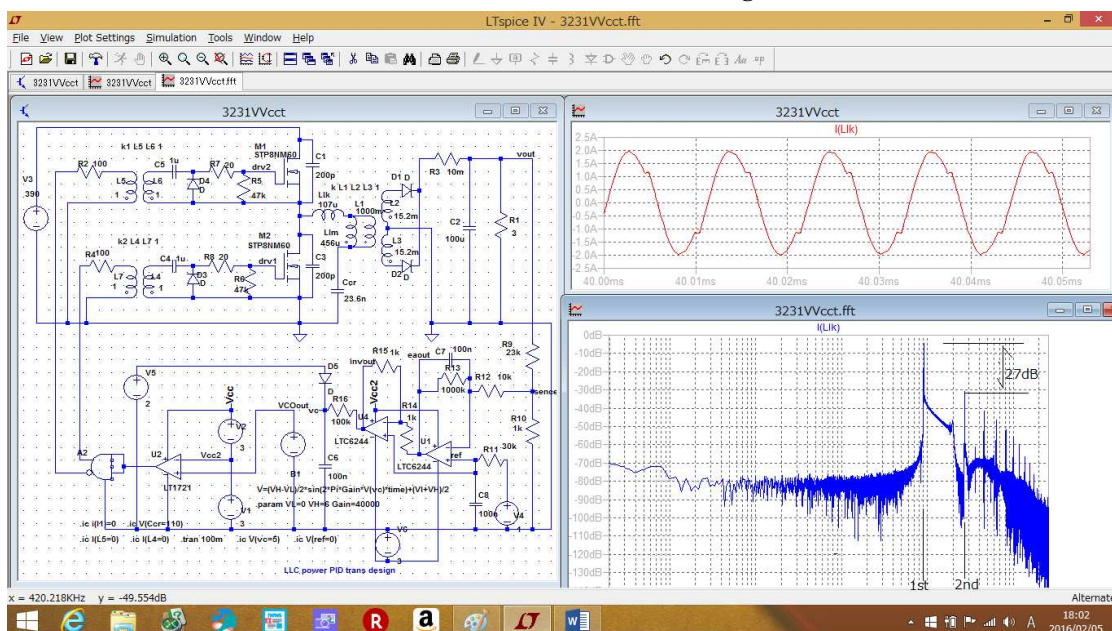 LTspice IV - 3231VVcct.fft
File View Plot Settings Simulation Tools Window Help
3231VVcct
3231VVcct
3231VVcct.fft
3231VVcct
k1 L5 L6 1
R2 100
L5
1
L6
1
C5 1u
D4
D
R7 20
R5
47k
drv2
M1
STP8NM60
C1
200p
V3
390
Llk
107u
k L1 L2 L3 1
L1
1000m
Llm
456u
L2
15.2m
L3
15.2m
D1 D
D2 D
R3 10m
vout
C2
100u
R1
3
k2 L4 L7 1
R4 100
L7
1
L4
1
C4 1u
D3
D
R8 20
R6
47k
drv1
M2
STP8NM60
C3
200p
Ccr
23.6n
V5
2
Vcc
V2
3
Vcc2
V1
3
A2
U2
LT1721
VCOout
B1
V=(VH-VL)/2*sin(2*Pi*Gain*V(vc)*time)+(VI+VH)/2
.param VL=0 VH=6 Gain=40000
D5
D
vc
R16
100k
C6
100n
R15 1k
invout
Vcc2
U4
LTC6244
R14
1k
eaout
C7 100n
R13
1000k
R12 10k
U1
LTC6244
ref
R11 30k
C8
100n
V4
1
R9
23k
sence
R10
1k
V6
3
.ic i(l1)=0 .ic V(Ccr=110)
.ic I(L5=0) .ic I(L4=0) .tran 100m .ic V(vc=5) .ic V(ref=0)
LLC power PID trans design
3231VVcct
I(Llk)
2.5A
2.0A
1.5A
1.0A
0.5A
0.0A
-0.5A
-1.0A
-1.5A
-2.0A
-2.5A
40.00ms 40.01ms 40.02ms 40.03ms 40.04ms 40.05ms
3231VVcct.fft
I(Llk)
0dB
-10dB
-20dB
-30dB
-40dB
-50dB
-60dB
-70dB
-80dB
-90dB
-100dB
-110dB
-120dB
-130dB
27dB
1st 2nd
x = 420.218KHz y = -49.554dB
Alternate
A 18:02
2016/02/05